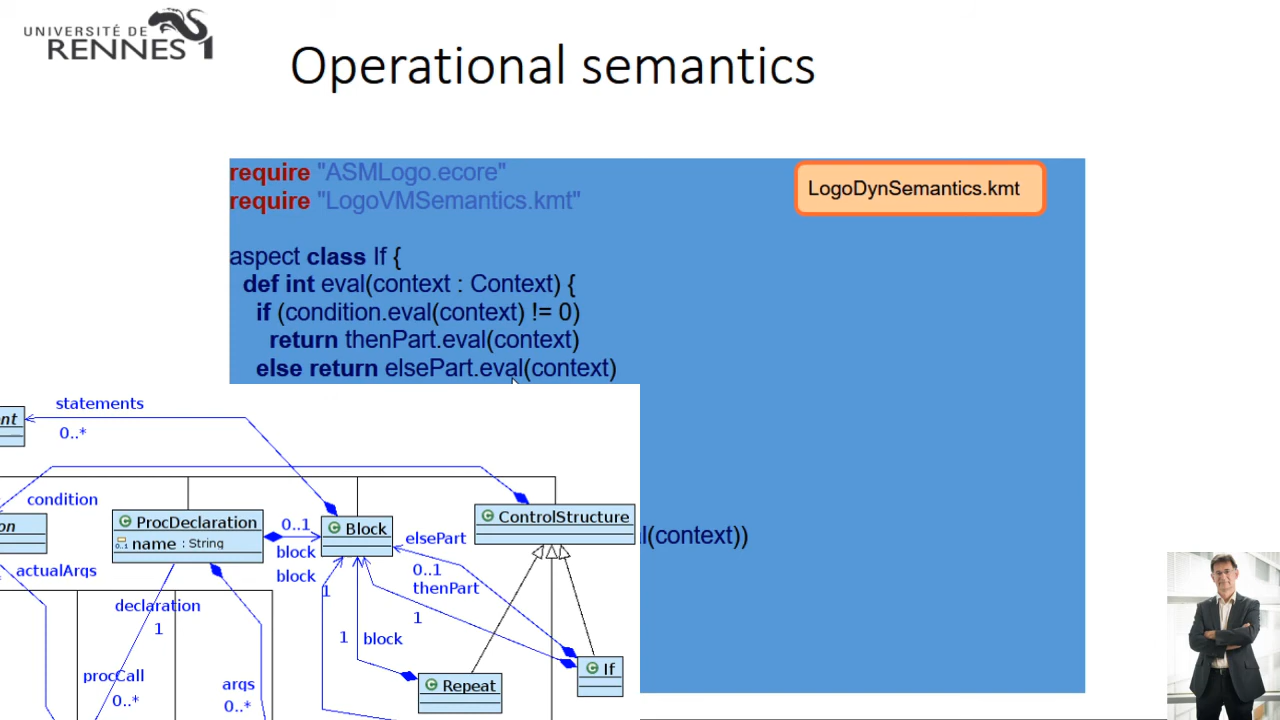 UNIVERSITÉ DE
RENNES 1
Operational semantics
require "ASMLogo.ecore"
require "LogoVMSemantics.kmt"
LogoDynSemantics.kmt
aspect class If {
def int eval(context : Context) {
if (condition.eval(context) != 0)
return thenPart.eval(context)
else return elsePart.eval(context)
(context))
statements
0..*
condition
ProcDeclaration
name : String
0..1
block
block
Block
ControlStructure
elsePart
0..1
thenPart
1
actualArgs
declaration
1
1
1
block
procCall
0..*
args
0..*
Repeat
If